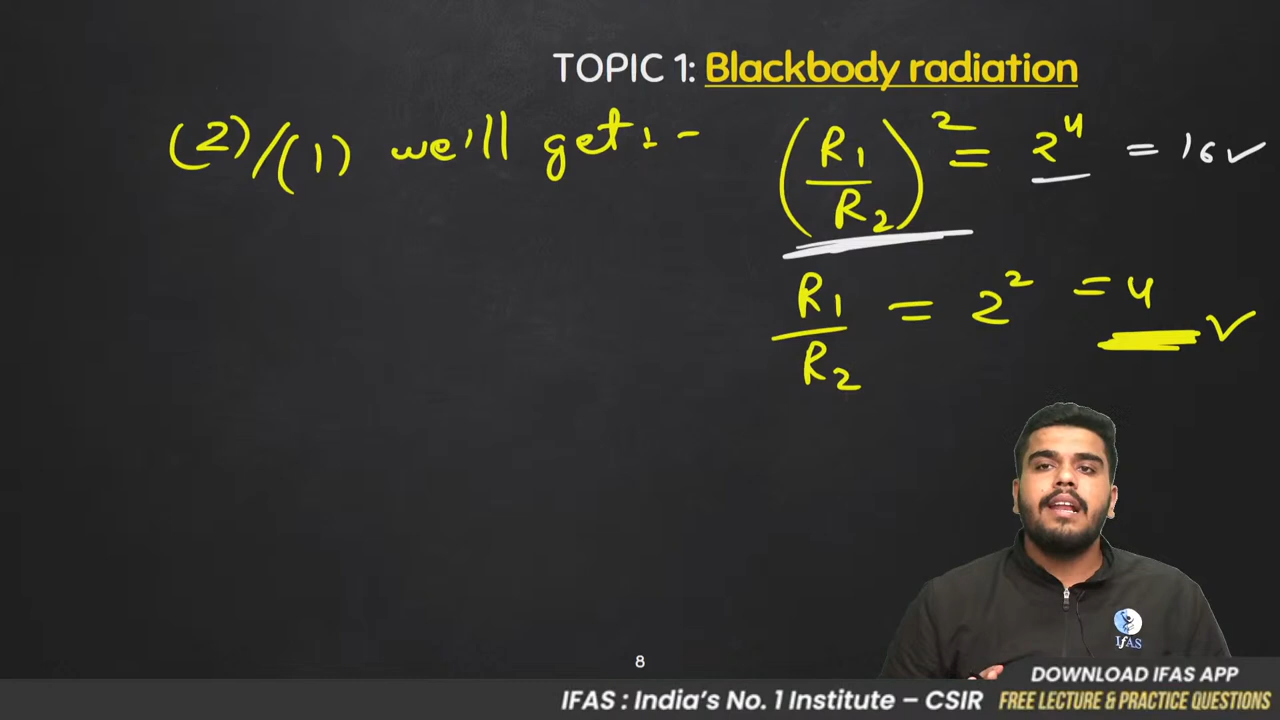 TOPIC 1: Blackbody radiation
(2)/(1) we'll get :- (R1/R2)^2 = 2^4 = 16 ✓
R1/R2 = 2^2 = 4 ✓
IfAS
8
DOWNLOAD IFAS APP
IFAS : India's No. 1 Institute – CSIR FREE LECTURE & PRACTICE QUESTIONS